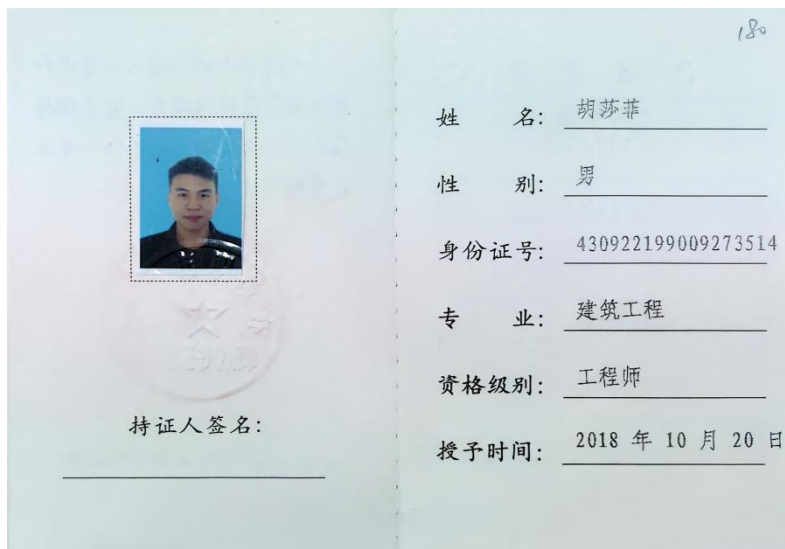 180
姓 名: 胡莎菲
性 别: 男
身份证号: 430922199009273514
专 业: 建筑工程
资格级别: 工程师
授予时间: 2018 年 10 月 20 日
持证人签名: